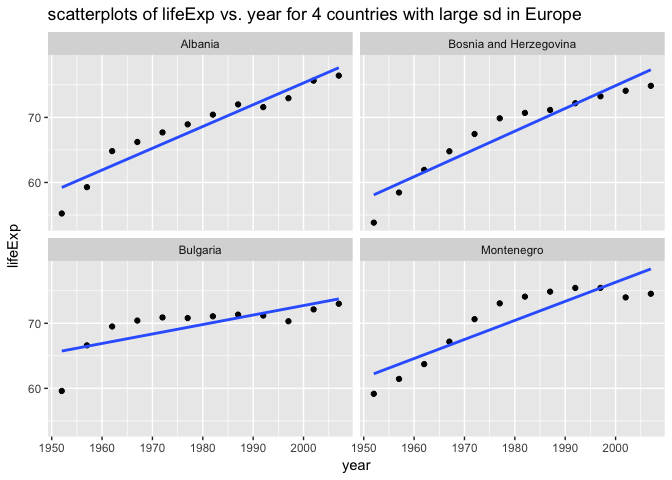 scatterplots of lifeExp vs. year for 4 countries with large sd in Europe
Albania
Bosnia and Herzegovina
70
60
Bulgaria
Montenegro
70
60
lifeExp
1950 1960 1970 1980 1990 2000
1950 1960 1970 1980 1990 2000
year